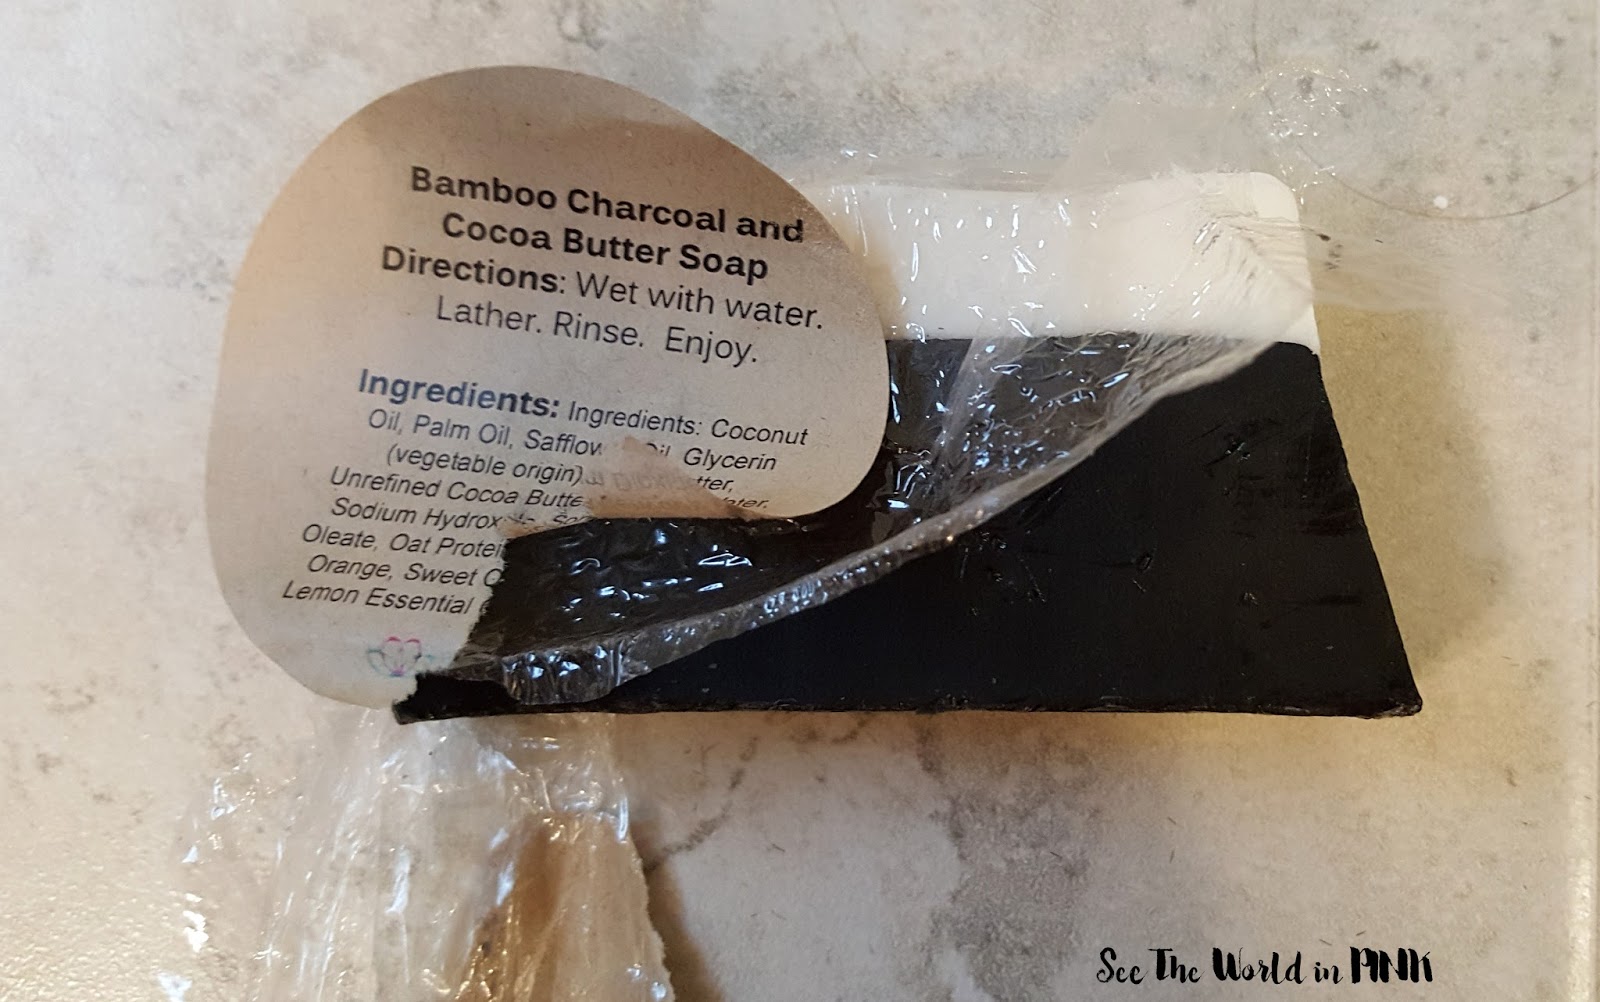 Bamboo Charcoal and
Cocoa Butter Soap
Directions: Wet with water.
Lather. Rinse. Enjoy.
Ingredients: Ingredients: Coconut
Oil, Palm Oil, Glycerin
(vegetable origin)
Unrefined Cocoa
Sodium
Oleate, Oat
Orange, Sweet
Lemon Essential
See The World in PINK